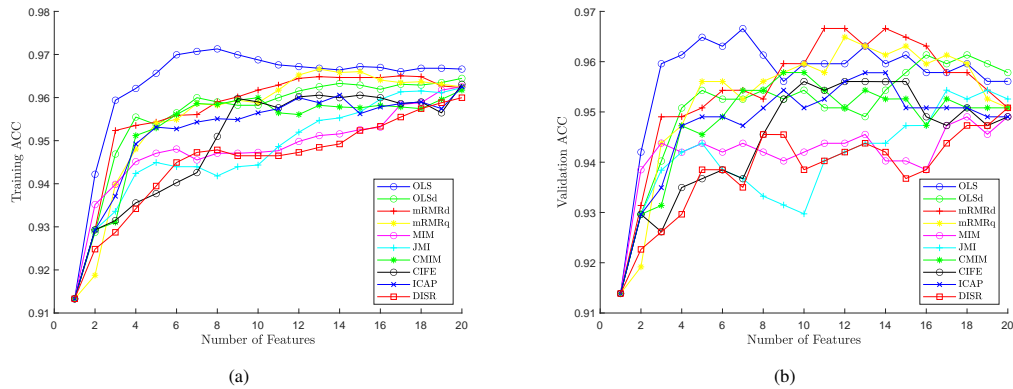 0.98
0.97
0.96
0.95
0.94
0.93
0.92
0.91
0 2 4 6 8 10 12 14 16 18 20
Training ACC
Number of Features
OLS
OLSd
mRMRd
mRMRq
MIM
JMI
CMIM
CIFE
ICAP
DISR
(a)
0.97
0.96
0.95
0.94
0.93
0.92
0.91
0 2 4 6 8 10 12 14 16 18 20
Validation ACC
Number of Features
OLS
OLSd
mRMRd
mRMRq
MIM
JMI
CMIM
CIFE
ICAP
DISR
(b)